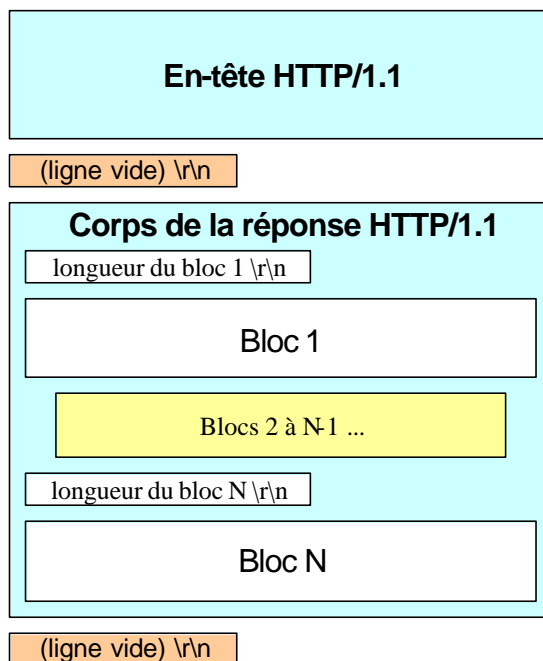 En-tête HTTP/1.1
(ligne vide) \r\n
Corps de la réponse HTTP/1.1
longueur du bloc 1 \r\n
Bloc 1
Blocs 2 à N-1 ...
longueur du bloc N \r\n
Bloc N
(ligne vide) \r\n